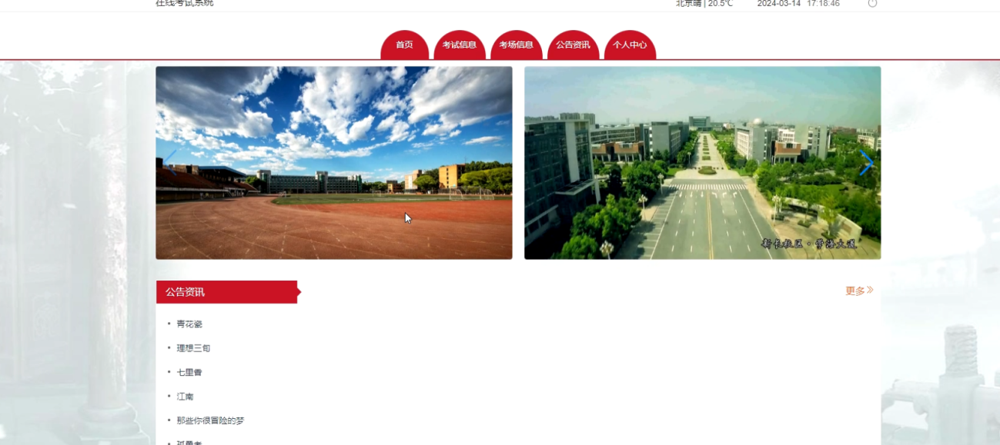 在线考试系统
北京晴 | 20.5℃ 2024-03-14 17:18:46
首页 考试信息 考场信息 公告资讯 个人中心
新长校区·学海大道
公告资讯
更多
青花瓷
理想三旬
七里香
江南
那些你很冒险的梦
孤勇者